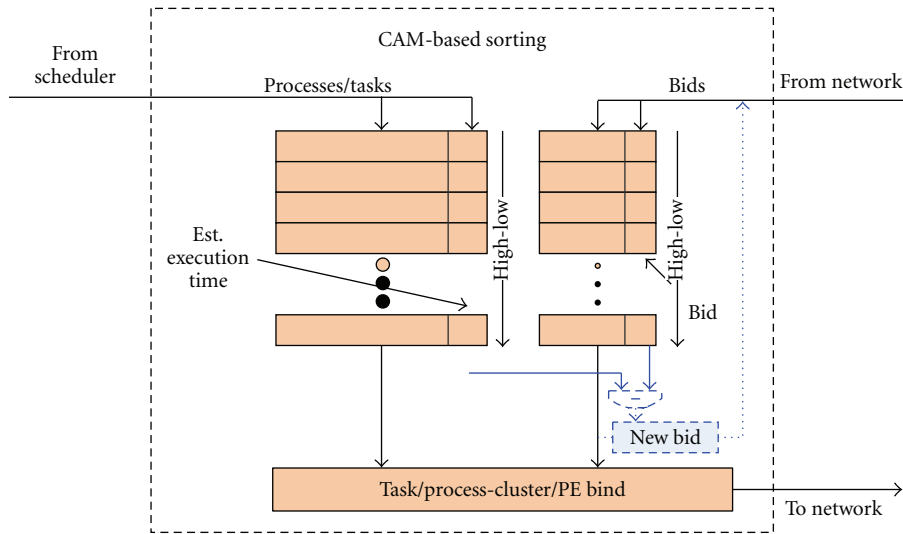 CAM-based sorting
From
scheduler
Processes/tasks
Bids
From network
High-low
High-low
Est.
execution
time
Bid
−
New bid
Task/process-cluster/PE bind
To network